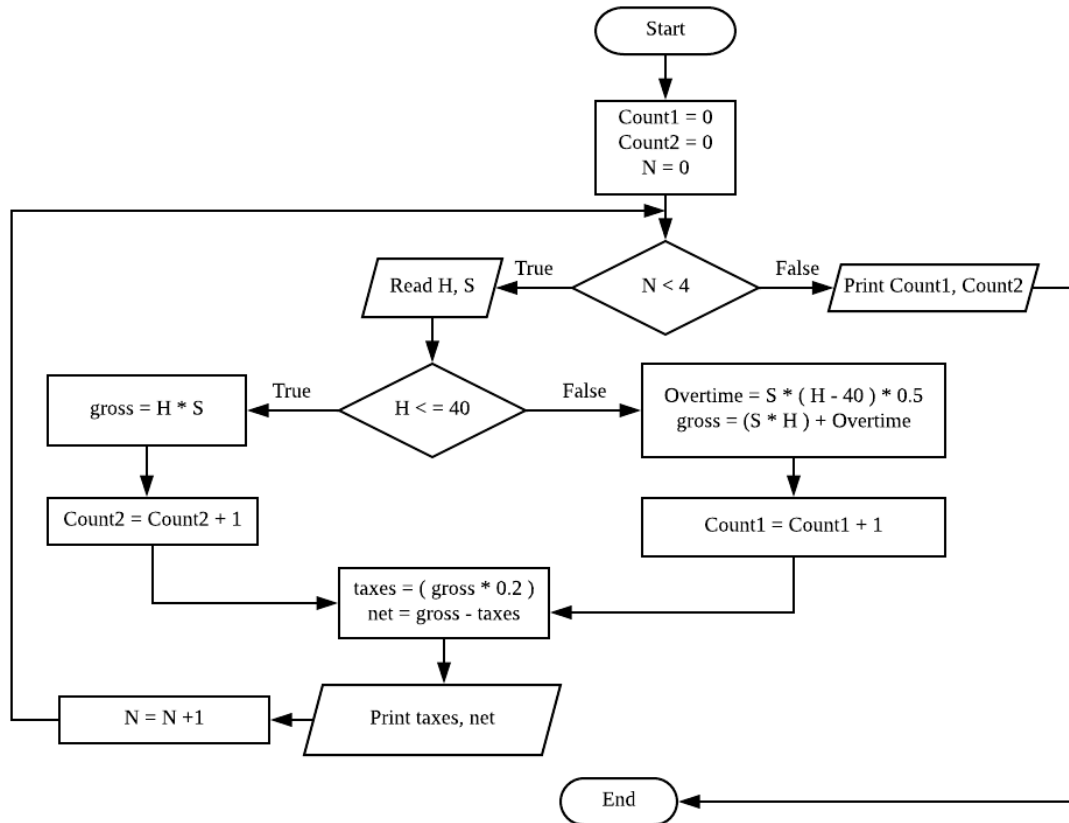 Start
Count1 = 0
Count2 = 0
N = 0
True
N < 4
False
Read H, S
Print Count1, Count2
True
H < = 40
False
gross = H * S
Overtime = S * ( H - 40 ) * 0.5
gross = (S * H ) + Overtime
Count2 = Count2 + 1
Count1 = Count1 + 1
taxes = ( gross * 0.2 )
net = gross - taxes
Print taxes, net
N = N +1
End